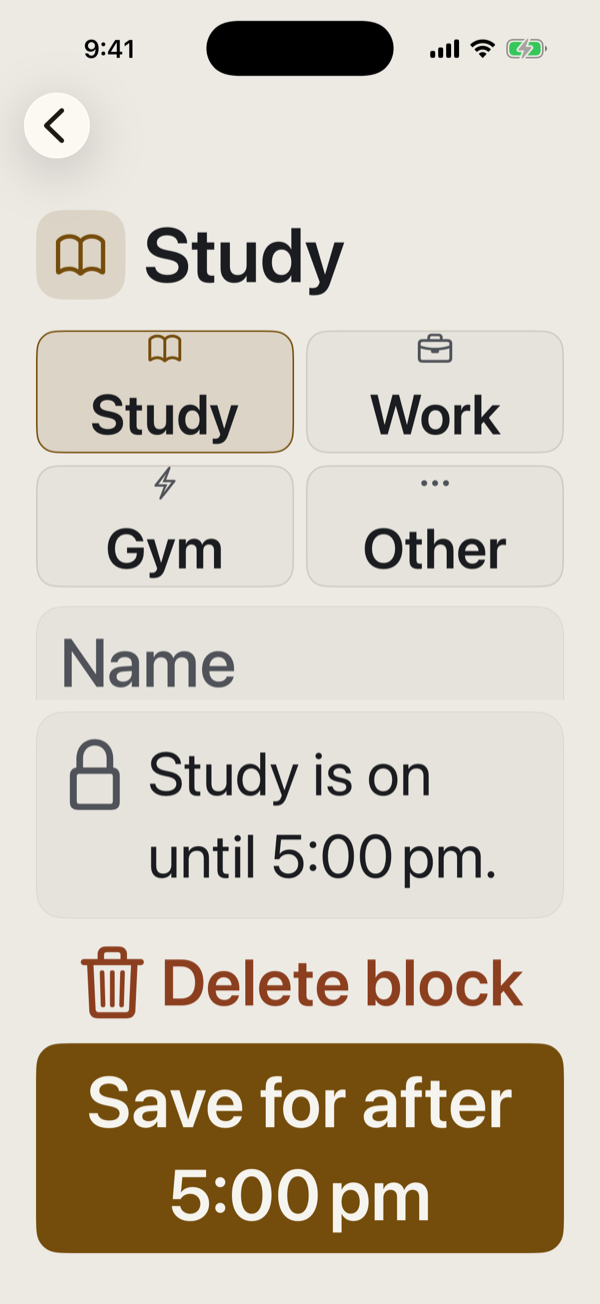 9:41
Study
Study
Work
Gym
Other
Name
Study is on
until 5:00 pm.
Delete block
Save for after
5:00 pm